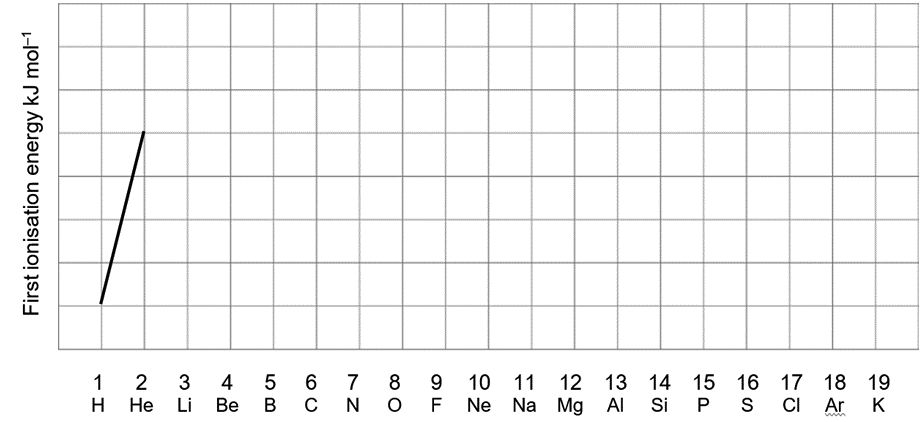 First ionisation energy kJ mol⁻¹
1 2 3 4 5 6 7 8 9 10 11 12 13 14 15 16 17 18 19
H He Li Be B C N O F Ne Na Mg Al Si P S Cl Ar K